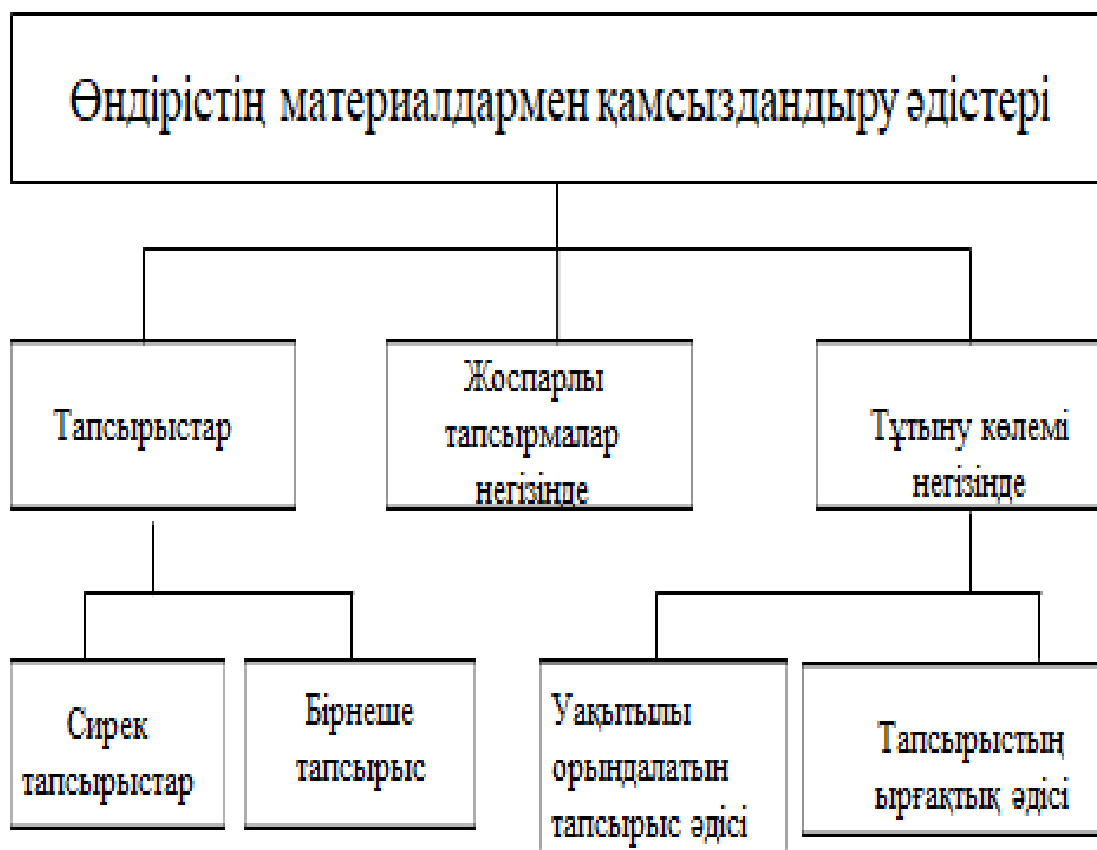 Өндірістің материалдармен қамсыздандыру әдістері
Тапсырыстар
Жоспарлы
тапсырмалар
негізінде
Тұтыну көлемі
негізінде
Сирек
тапсырыстар
Бірнеше
тапсырыс
Уақытылы
орындалатын
тапсырыс әдісі
Тапсырыстың
ырғақтық әдісі